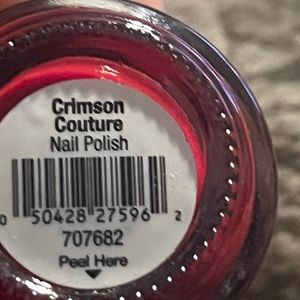 Crimson
Couture
Nail Polish
0 50428 27596 2
707682
Peel Here